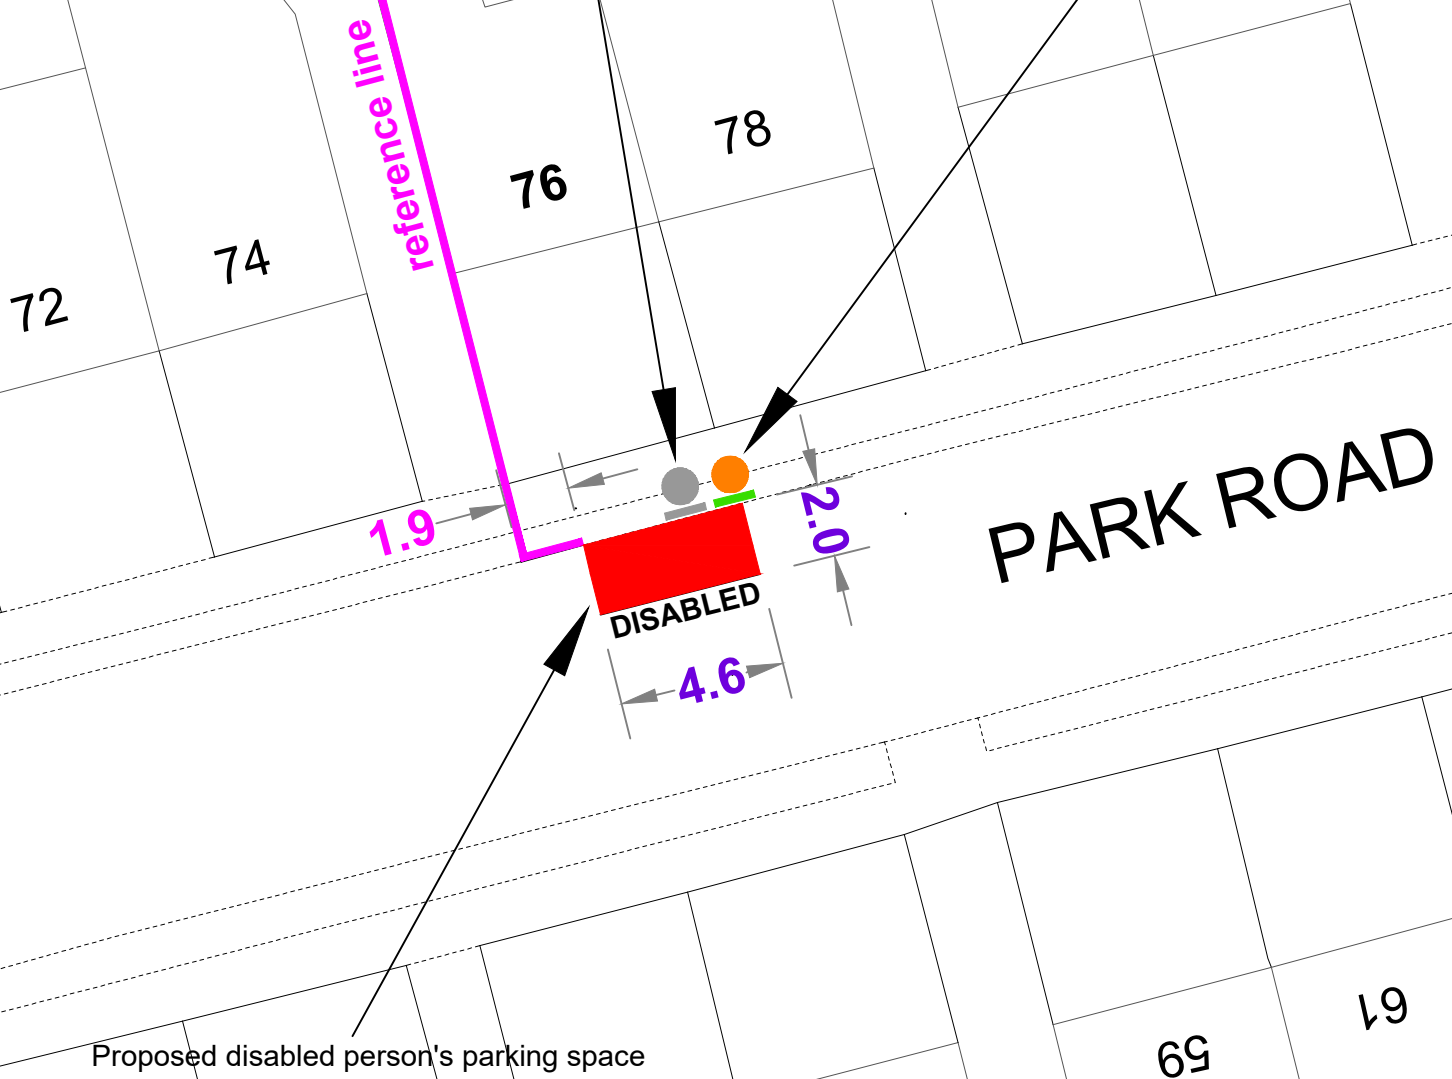 reference line
78
76
74
72
PARK ROAD
1.9
2.0
DISABLED
4.6
61
59
Proposed disabled person's parking space